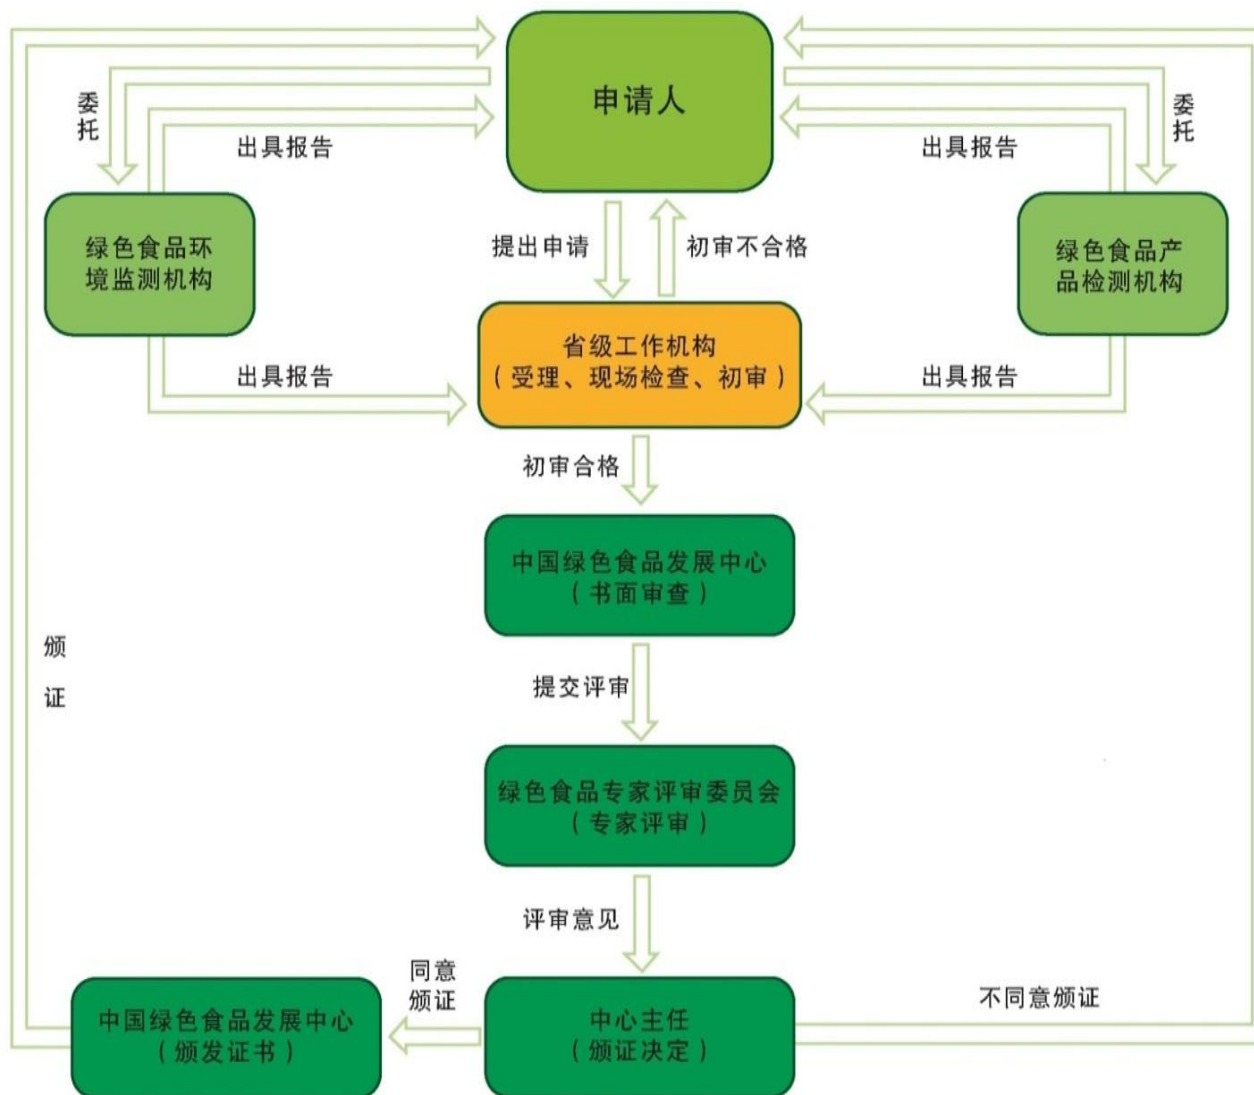 申请人
委
托
出具报告
出具报告
委
托
绿色食品环
境监测机构
提出申请
初审不合格
绿色食品产
品检测机构
省级工作机构
（受理、现场检查、初审）
出具报告
出具报告
初审合格
中国绿色食品发展中心
（书面审查）
颁
证
提交评审
绿色食品专家评审委员会
（专家评审）
评审意见
同意
颁证
不同意颁证
中国绿色食品发展中心
（颁发证书）
中心主任
（颁证决定）